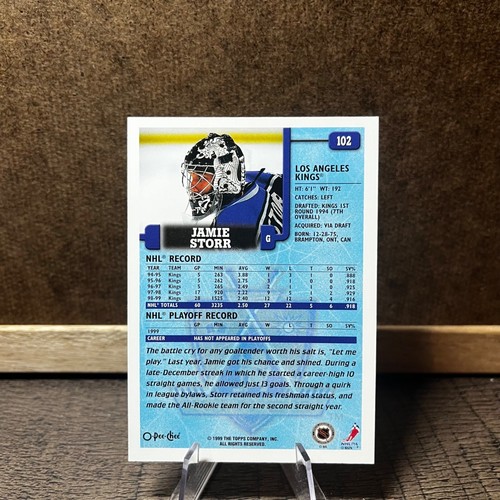 102
LOS ANGELES
KINGS®
HT: 6'1" WT: 192
CATCHES: LEFT
DRAFTED: KINGS 1ST
ROUND 1994 (7TH
OVERALL)
ACQUIRED: VIA DRAFT
BORN: 12-28-75,
BRAMPTON, ONT, CAN
JAMIE
STORR
G
NHL® RECORD
YEAR TEAM GP MIN AVG W L T SO SV%
94-95 Kings 5 263 3.88 1 3 1 0 .888
95-96 Kings 5 262 2.75 3 1 0 0 .918
96-97 Kings 5 265 2.49 2 1 1 0 .925
97-98 Kings 17 920 2.22 9 5 1 2 .929
98-99 Kings 28 1525 2.40 12 12 2 4 .916
NHL TOTALS 60 3235 2.50 27 22 5 6 .918
NHL® PLAYOFF RECORD
YEAR TEAM GP MIN AVG W L T SO SV%
1999
CAREER HAS NOT APPEARED IN PLAYOFFS
The battle cry for any goaltender worth his salt is, "Let me
play." Last year, Jamie got his chance and shined. During a
late-December streak in which he started a career-high 10
straight games, he allowed just 13 goals. Through a quirk
in league bylaws, Storr retained his freshman status, and
made the All-Rookie team for the second straight year.
O-Pee-Chee®
© 1999 THE TOPPS COMPANY, INC.
ALL RIGHTS RESERVED.